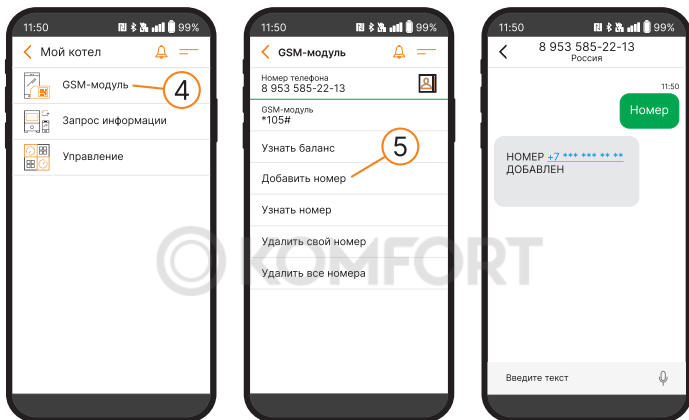 11:50 99%
Мой котел
GSM-модуль
4
Запрос информации
Управление
11:50 99%
GSM-модуль
Номер телефона
8 953 585-22-13
GSM-модуль
*105#
Узнать баланс
5
Добавить номер
Узнать номер
Удалить свой номер
Удалить все номера
11:50 99%
8 953 585-22-13
Россия
11:50
Номер
НОМЕР +7 *** *** ** **
ДОБАВЛЕН
Введите текст
KOMFORT